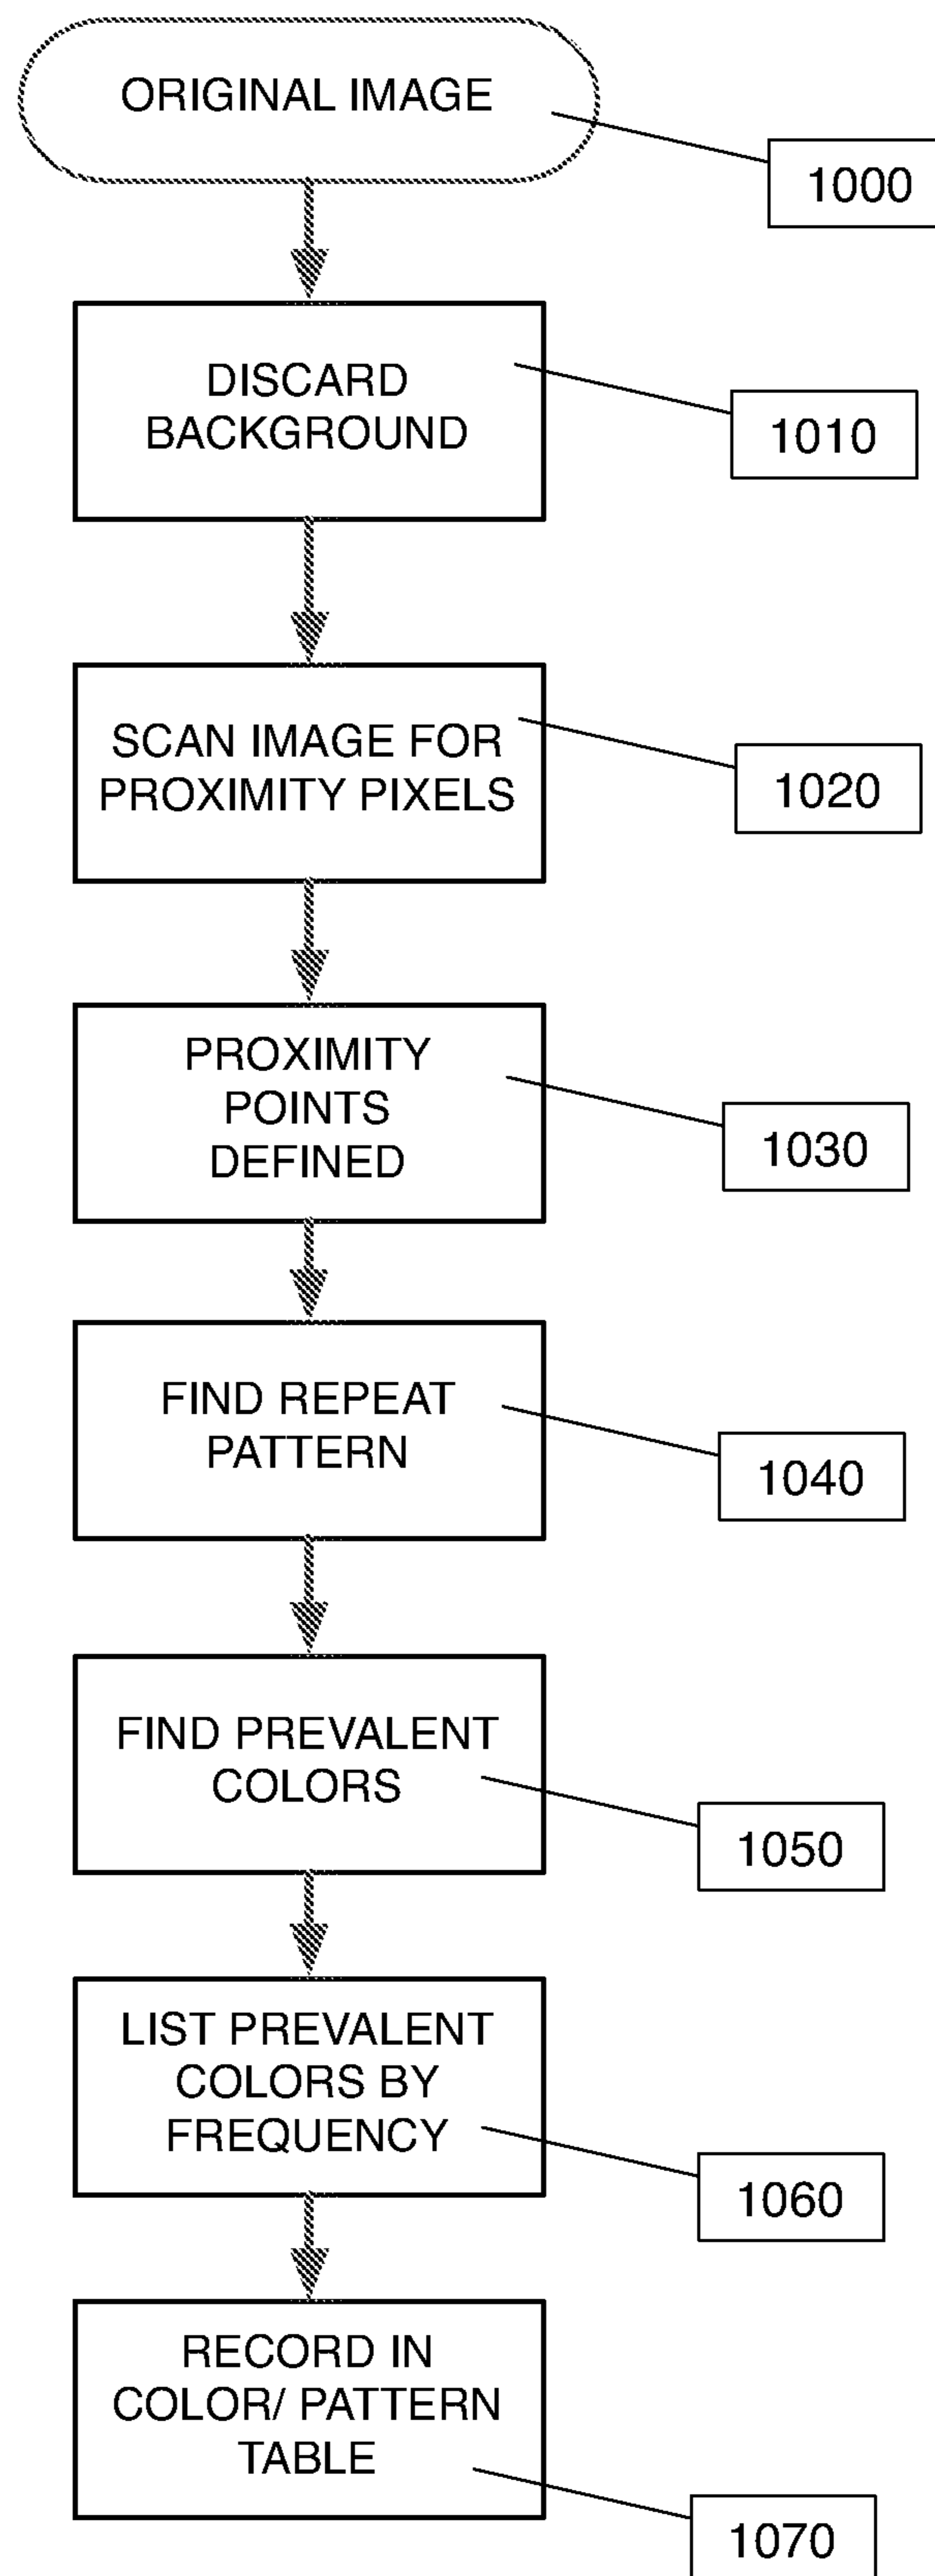 ORIGINAL IMAGE
1000
DISCARD
BACKGROUND
1010
SCAN IMAGE FOR
PROXIMITY PIXELS
1020
PROXIMITY
POINTS
DEFINED
1030
FIND REPEAT
PATTERN
1040
FIND PREVALENT
COLORS
1050
LIST PREVALENT
COLORS BY
FREQUENCY
1060
RECORD IN
COLOR/ PATTERN
TABLE
1070